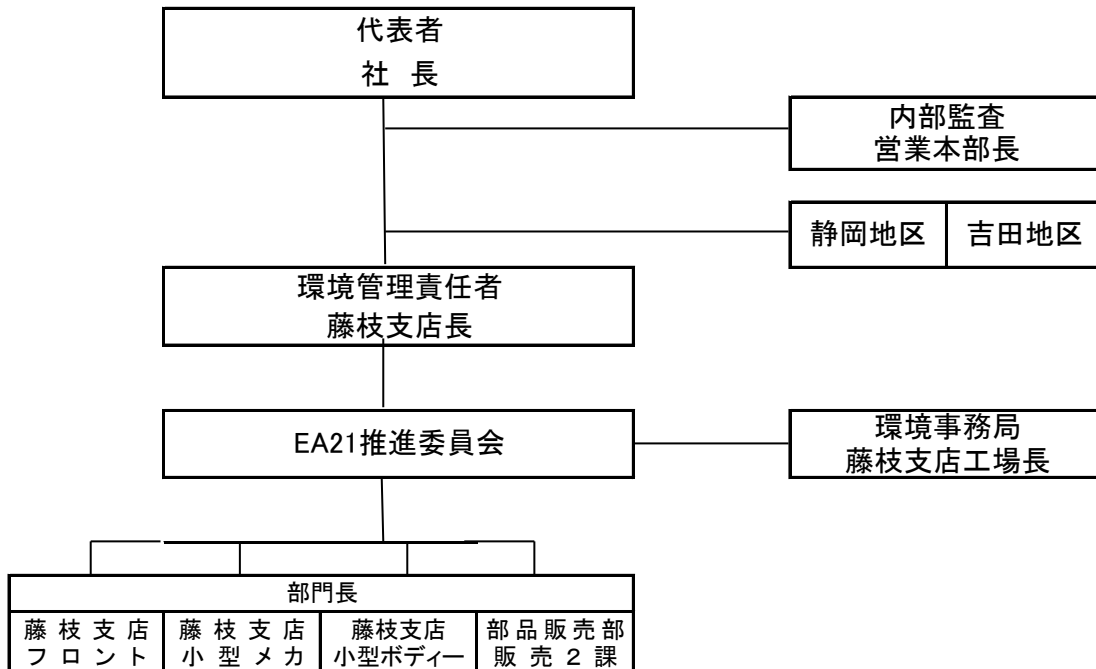 代表者
社 長
内部監査
営業本部長
静岡地区 吉田地区
環境管理責任者
藤枝支店長
EA21推進委員会
環境事務局
藤枝支店工場長
部門長
藤枝支店
フロント
藤枝支店
小型メカ
藤枝支店
小型ボディー
部品販売部
販売2課